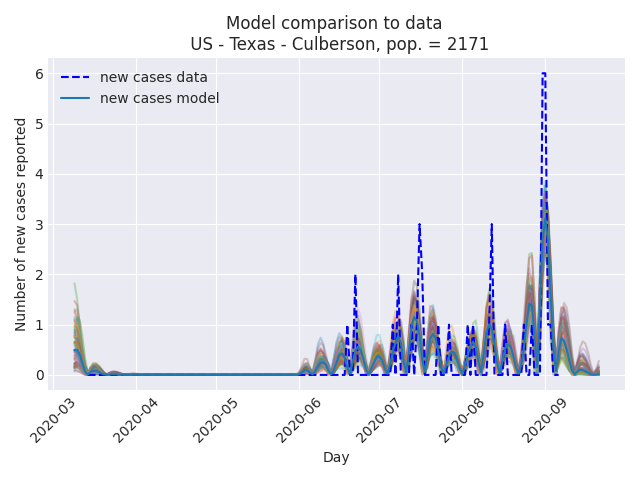 Model comparison to data
US - Texas - Culberson, pop. = 2171
new cases data
new cases model
Number of new cases reported
6
5
4
3
2
1
0
2020-03
2020-04
2020-05
2020-06
2020-07
2020-08
2020-09
Day